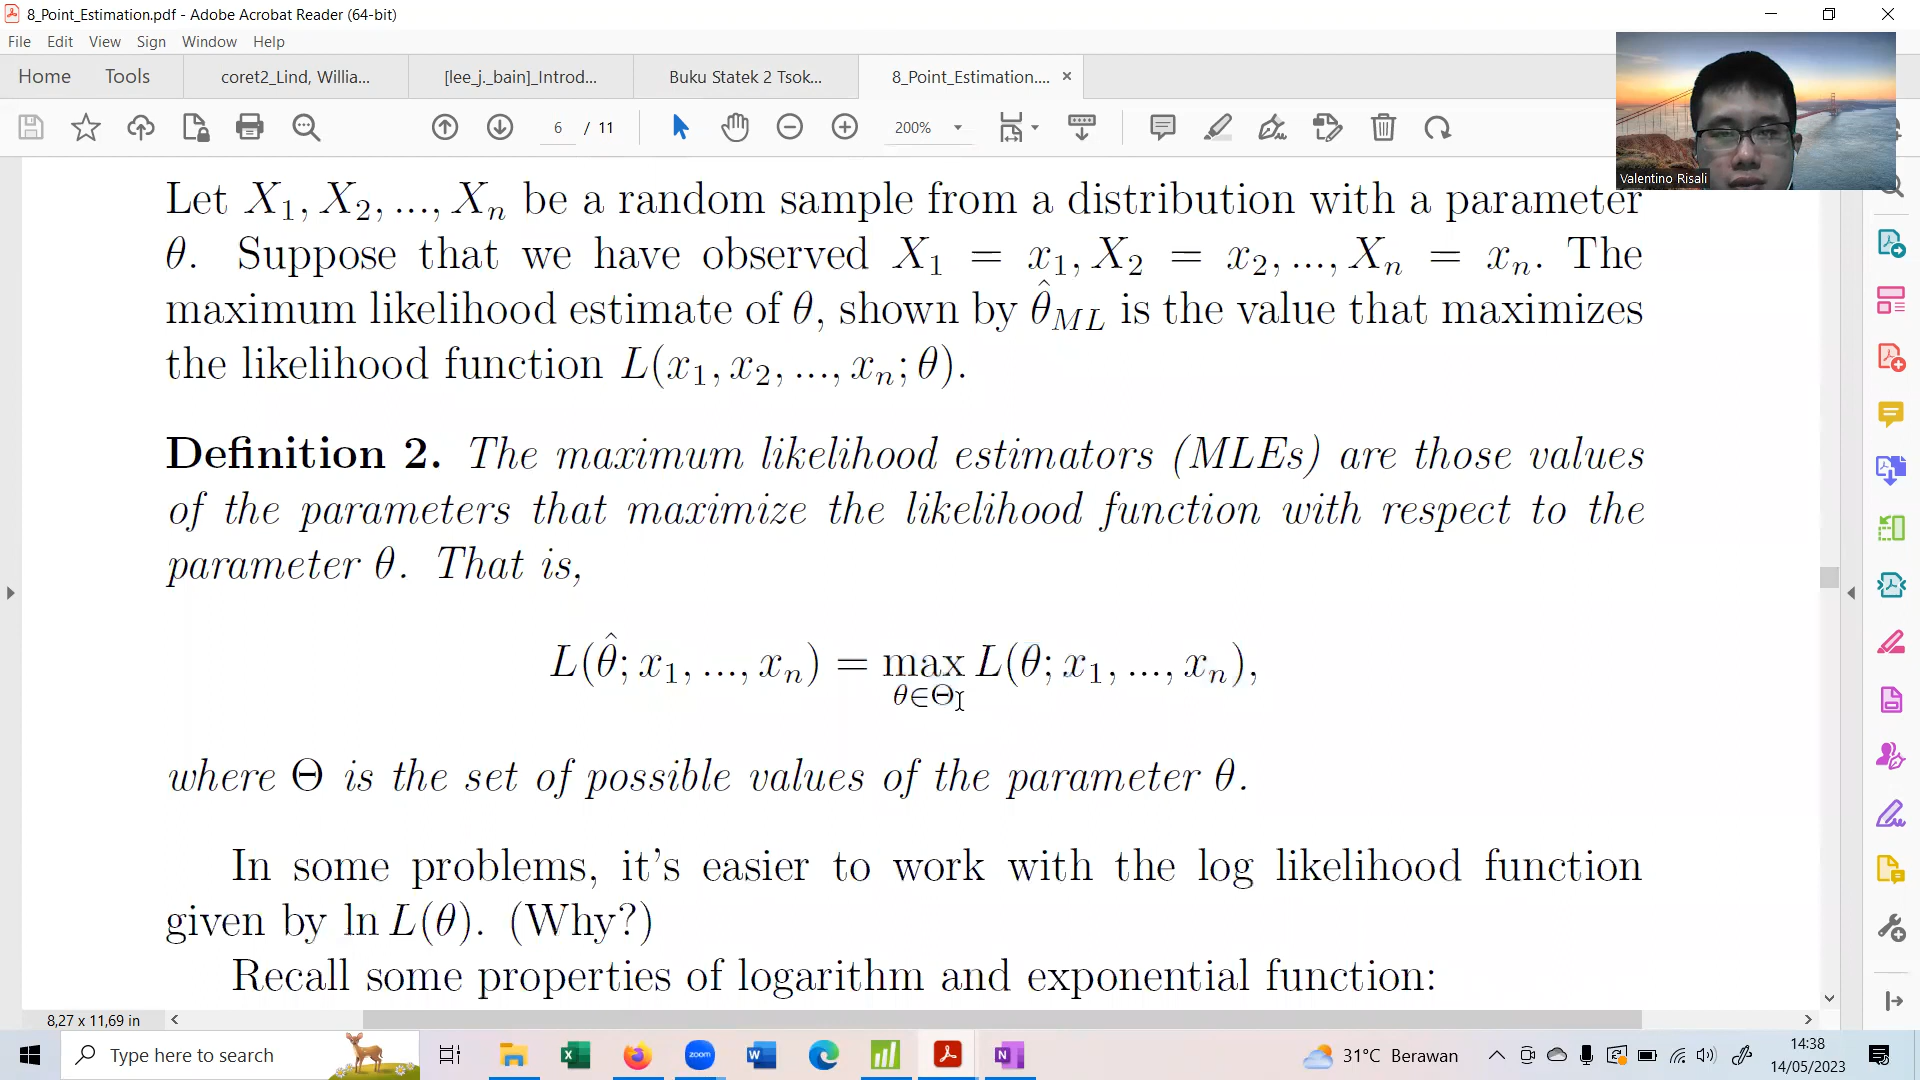 8_Point_Estimation.pdf - Adobe Acrobat Reader (64-bit)
File Edit View Sign Window Help
Home Tools coret2_Lind, Willia... [lee_j._bain]_Introd... Buku Statek 2 Tsok... 8_Point_Estimation.... ×
6 / 11 200%
Valentino Risali
Let X₁, X₂, ..., Xₙ be a random sample from a distribution with a parameter
θ. Suppose that we have observed X₁ = x₁, X₂ = x₂, ..., Xₙ = xₙ. The
maximum likelihood estimate of θ, shown by θ̂_ML is the value that maximizes
the likelihood function L(x₁, x₂, ..., xₙ; θ).
Definition 2. The maximum likelihood estimators (MLEs) are those values
of the parameters that maximize the likelihood function with respect to the
parameter θ. That is,
L(θ̂; x₁, ..., xₙ) = max L(θ; x₁, ..., xₙ),
θ∈Θ
where Θ is the set of possible values of the parameter θ.
In some problems, it's easier to work with the log likelihood function
given by ln L(θ). (Why?)
Recall some properties of logarithm and exponential function:
8,27 x 11,69 in
Type here to search
zoom
31°C Berawan
14:38
14/05/2023